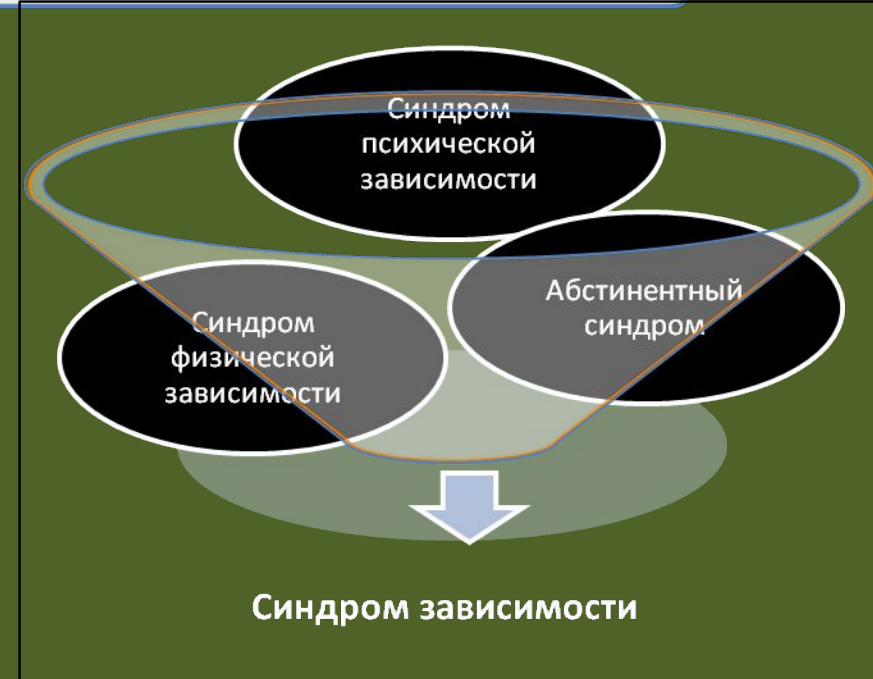 Синдром
психической
зависимости
Абстинентный
синдром
Синдром
физической
зависимости
Синдром зависимости